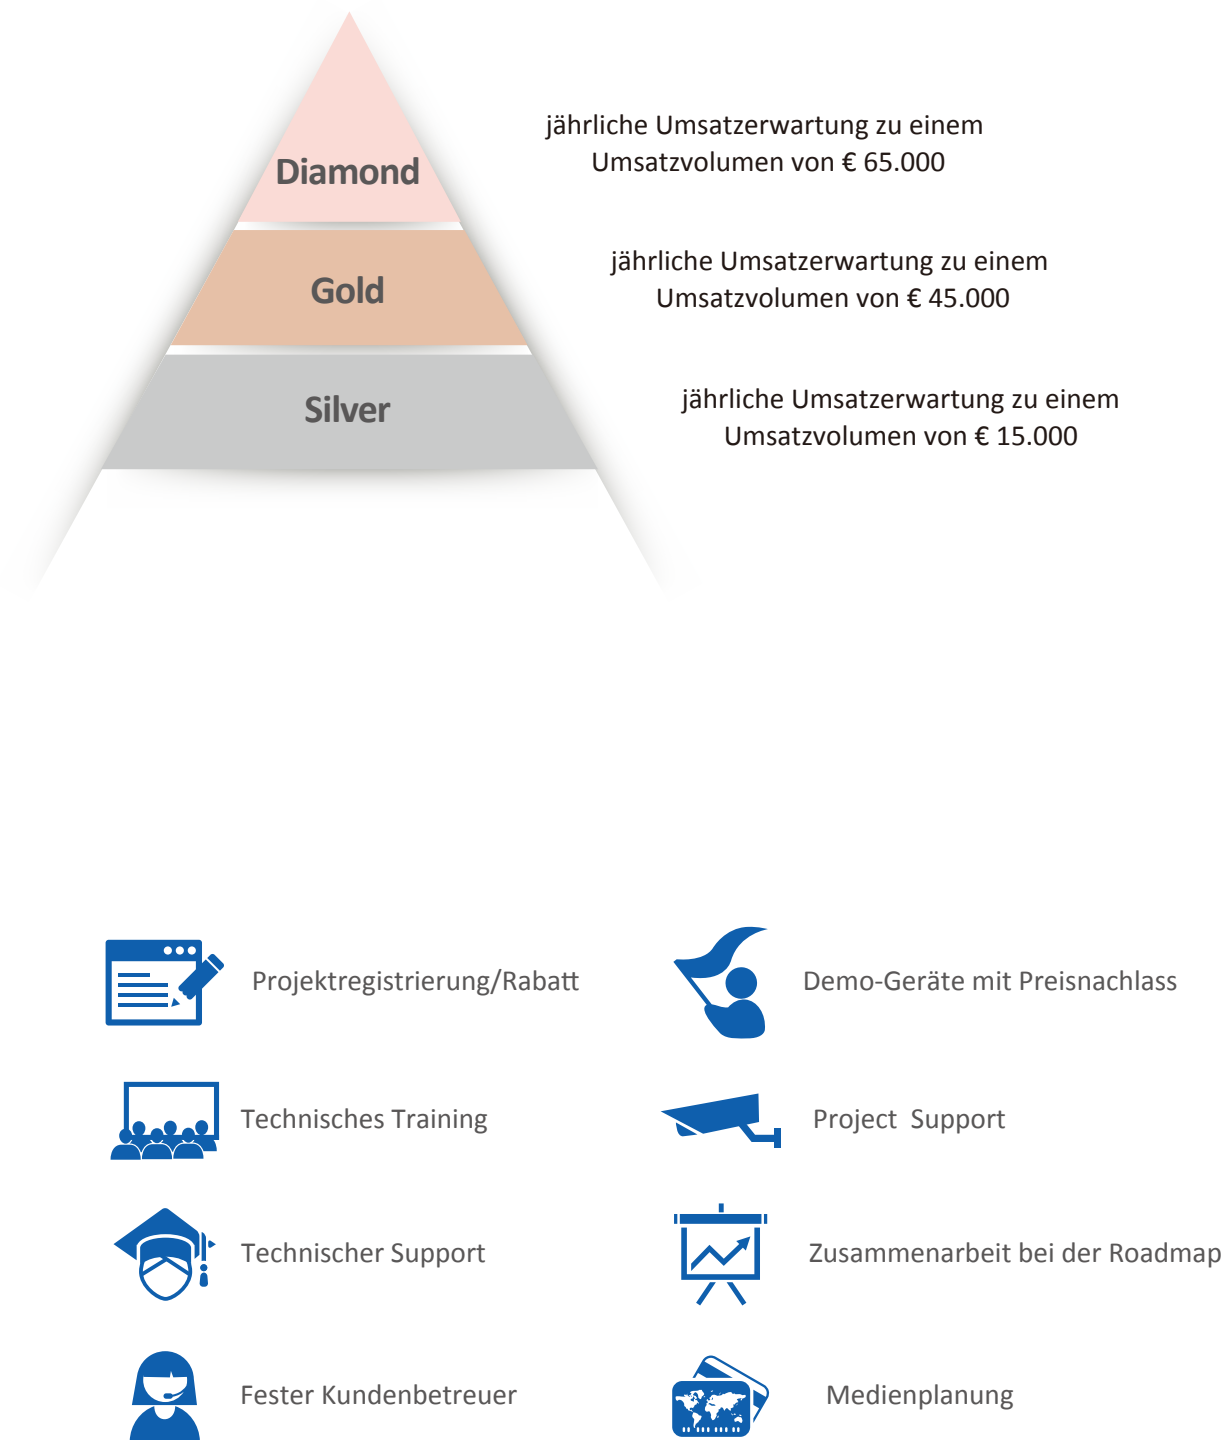 Diamond
jährliche Umsatzerwartung zu einem
Umsatzvolumen von € 65.000
Gold
jährliche Umsatzerwartung zu einem
Umsatzvolumen von € 45.000
Silver
jährliche Umsatzerwartung zu einem
Umsatzvolumen von € 15.000
Projektregistrierung/Rabatt
Demo-Geräte mit Preisnachlass
Technisches Training
Project Support
Technischer Support
Zusammenarbeit bei der Roadmap
Fester Kundenbetreuer
Medienplanung